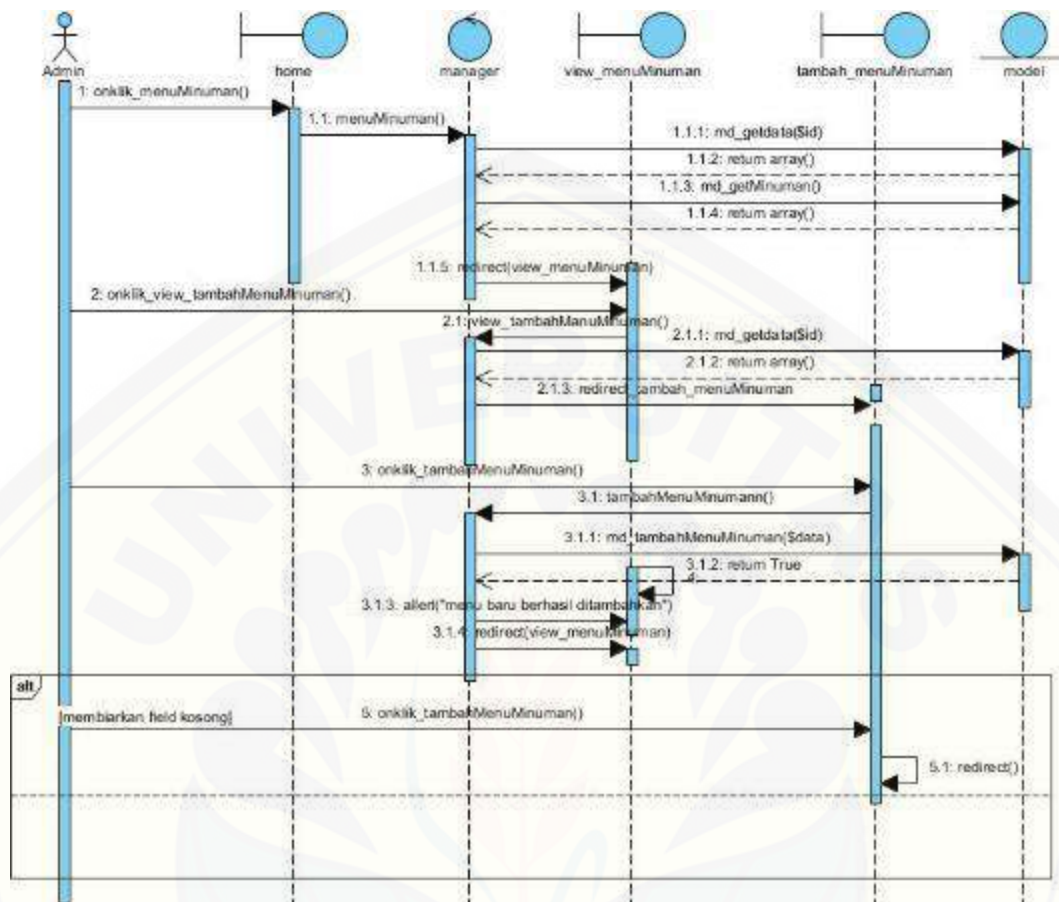 Admin
home
manager
view_menuMinuman
tambah_menuMinuman
model
1: onklik_menuMinuman()
1.1: menuMinuman()
1.1.1: md_getdata($id)
1.1.2: return array()
1.1.3: md_getMinuman()
1.1.4: return array()
1.1.5: redirect(view_menuMinuman)
2: onklik_view_tambahMenuMinuman()
2.1: view_tambahManuMinuman()
2.1.1: md_getdata($id)
2.1.2: return array()
2.1.3: redirect_tambah_menuMinuman
3: onklik_tambahMenuMinuman()
3.1: tambahMenuMinumann()
3.1.1: md_tambahMenuMinuman($data)
3.1.2: return True
4:
3.1.3: allert("menu baru berhasil ditambahkan")
3.1.4: redirect(view_menuMinuman)
alt
[membiarkan field kosong]
5: onklik_tambahMenuMinuman()
5.1: redirect()
UNIVERSITAS